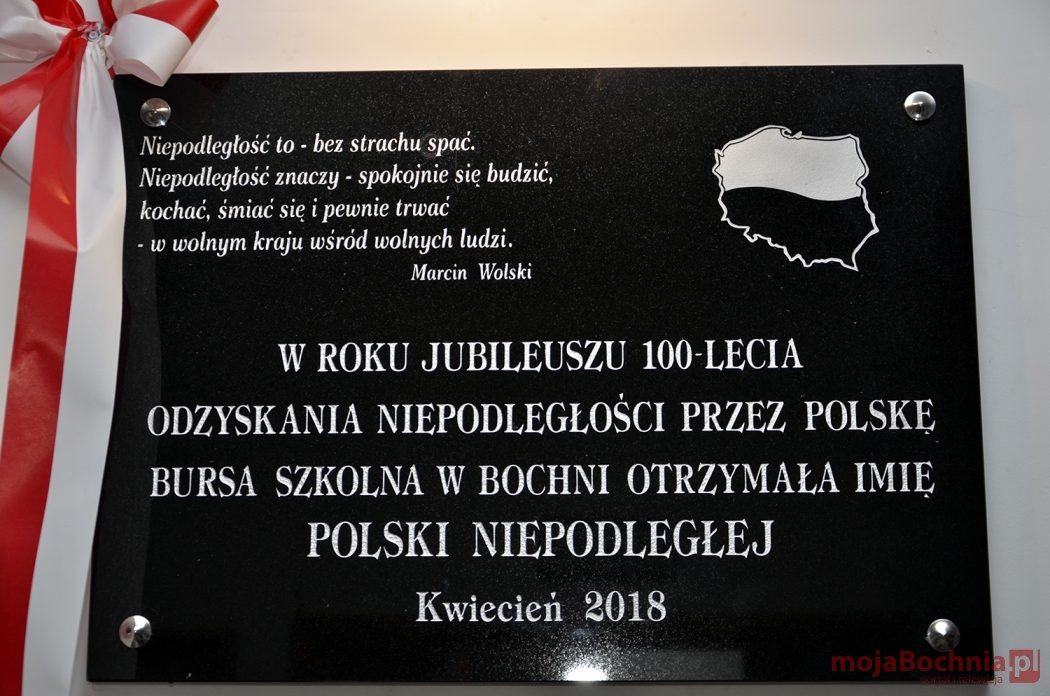 Niepodległość to - bez strachu spać.
Niepodległość znaczy - spokojnie się budzić,
kochać, śmiać się i pewnie trwać
- w wolnym kraju wśród wolnych ludzi.
Marcin Wolski
W ROKU JUBILEUSZU 100-LECIA
ODZYSKANIA NIEPODLEGŁOŚCI PRZEZ POLSKĘ
BURSA SZKOLNA W BOCHNI OTRZYMAŁA IMIĘ
POLSKI NIEPODLEGŁEJ
Kwiecień 2018
mojaBochnia.pl
portal i telewizja